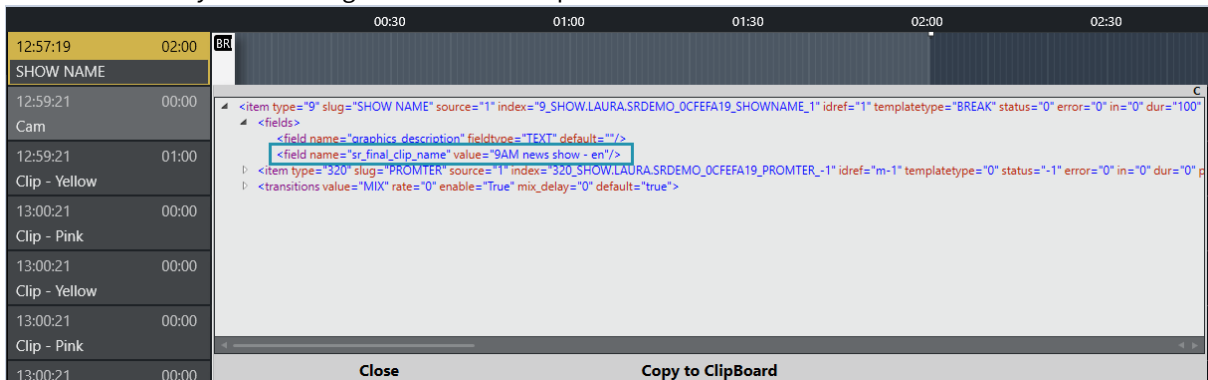 00:30 01:00 01:30 02:00 02:30
12:57:19 02:00
SHOW NAME
12:59:21 00:00
Cam
12:59:21 01:00
Clip - Yellow
13:00:21 00:00
Clip - Pink
13:00:21 00:00
Clip - Yellow
13:00:21 00:00
Clip - Pink
13:00:21 00:00
BR
C
<item type="9" slug="SHOW NAME" source="1" index="9_SHOW.LAURA.SRDEMO_0CFEFA19_SHOWNAME_1" idref="1" templatetype="BREAK" status="0" error="0" in="0" dur="100"
<fields>
<field name="graphics_description" fieldtype="TEXT" default=""/>
<field name="sr_final_clip_name" value="9AM news show - en"/>
<item type="320" slug="PROMTER" source="1" index="320_SHOW.LAURA.SRDEMO_0CFEFA19_PROMTER_-1" idref="m-1" templatetype="0" status="-1" error="0" in="0" dur="0" p
<transitions value="MIX" rate="0" enable="True" mix_delay="0" default="true">
Close Copy to ClipBoard